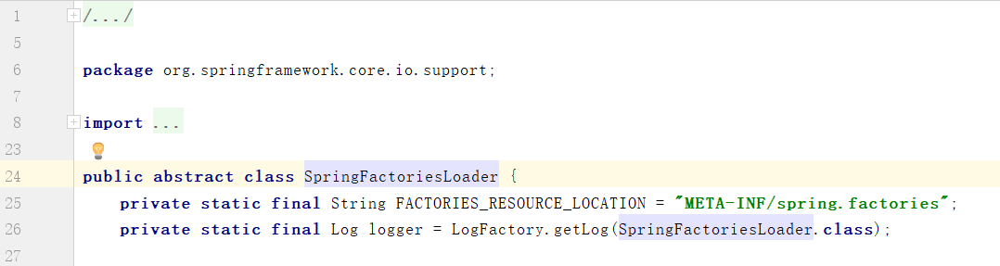 1 /.../
5
6 package org.springframework.core.io.support;
7
8 import ...
23
24 public abstract class SpringFactoriesLoader {
25 private static final String FACTORIES_RESOURCE_LOCATION = "META-INF/spring.factories";
26 private static final Log logger = LogFactory.getLog(SpringFactoriesLoader.class);
27